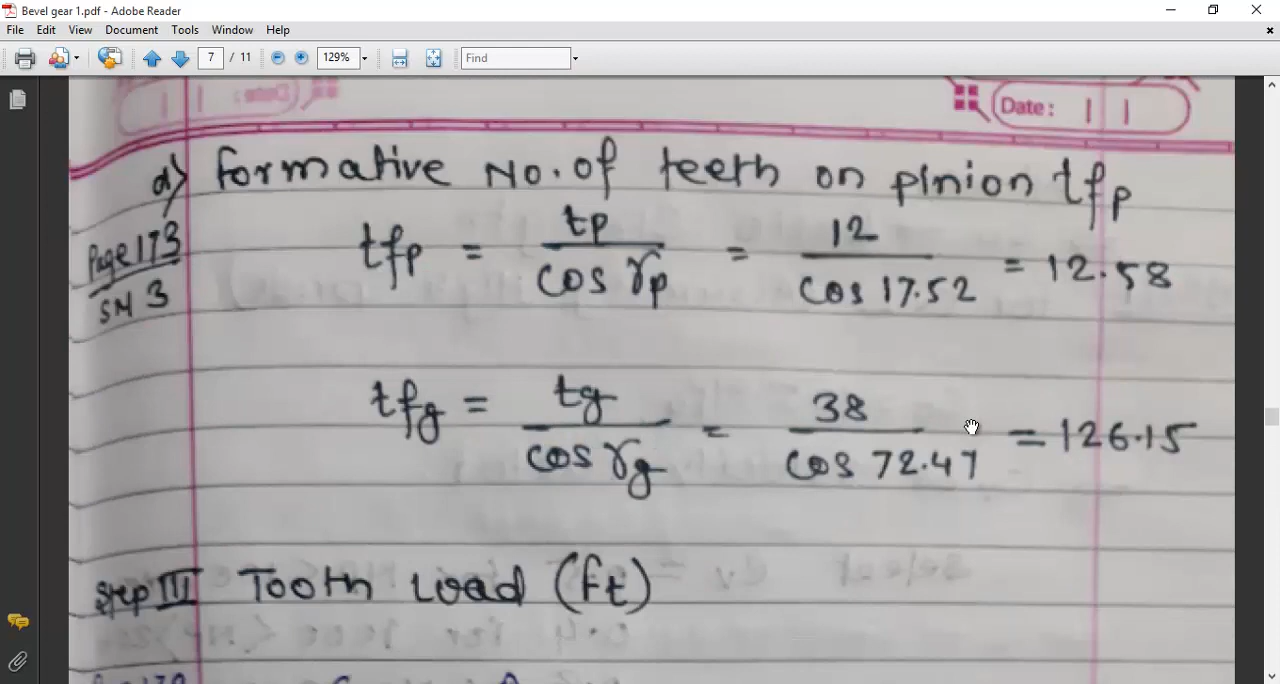 Bevel gear 1.pdf - Adobe Reader
File Edit View Document Tools Window Help
7 / 11 129% Find
Date:
d) Formative No. of teeth on pinion tfp
Page 173
SN 3
tfp = tp / cos γp = 12 / cos 17.52 = 12.58
tfg = tg / cos γg = 38 / cos 72.47 = 126.15
Step III Tooth Load (ft)